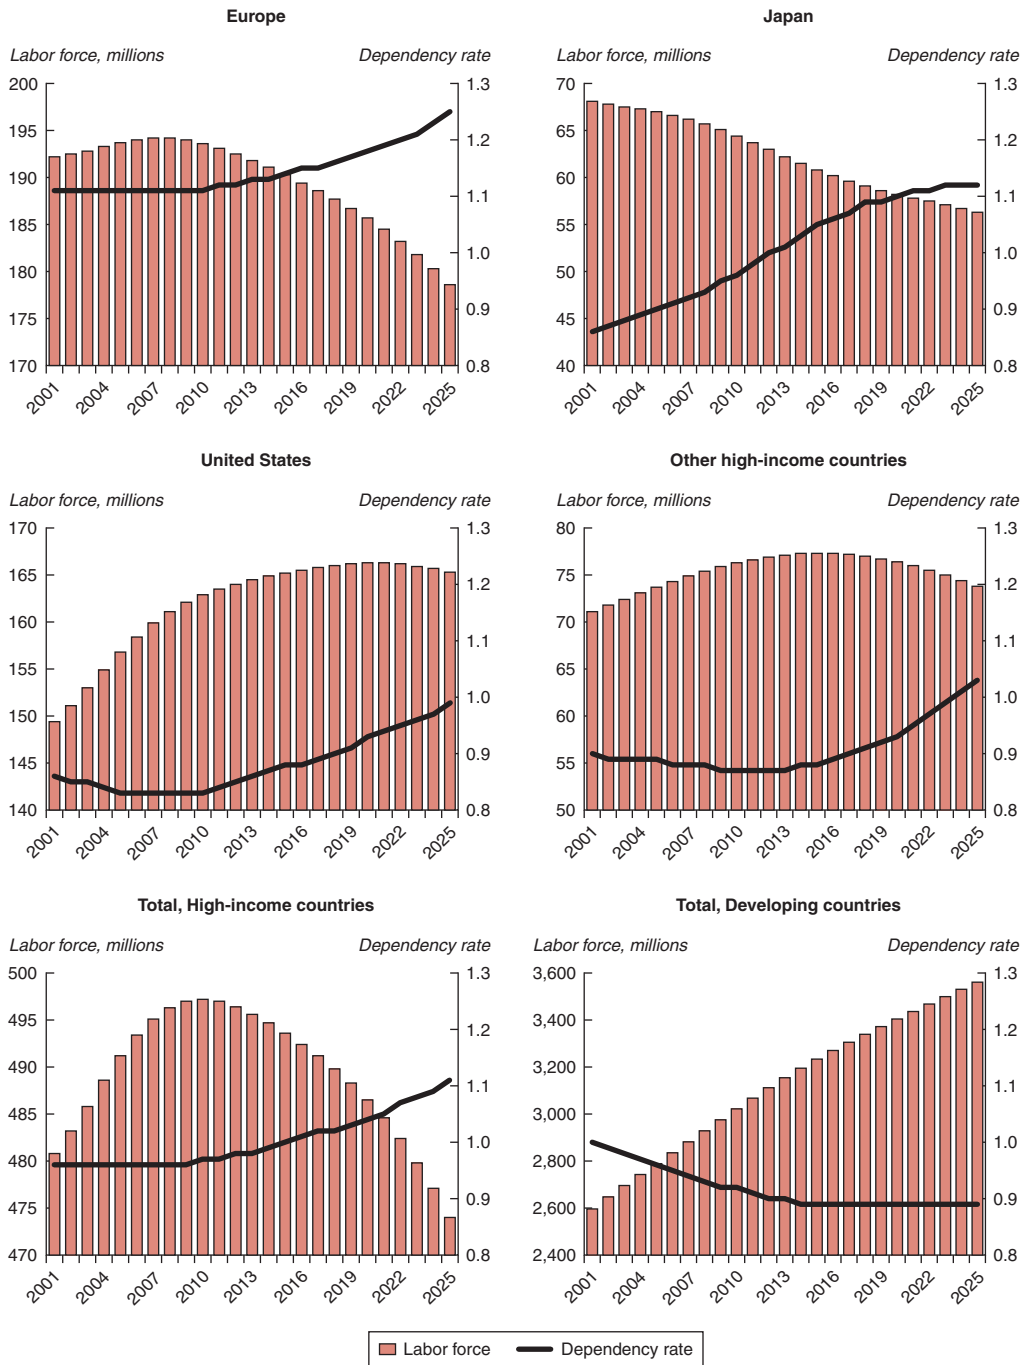 Europe
Labor force, millions Dependency rate
200 1.3
195 1.2
190 1.1
185 1.0
180 0.9
175
170 0.8
2001 2004 2007 2010 2013 2016 2019 2022 2025
Japan
Labor force, millions Dependency rate
70 1.3
65 1.2
60 1.1
55 1.0
50 0.9
45
40 0.8
2001 2004 2007 2010 2013 2016 2019 2022 2025
United States
Labor force, millions Dependency rate
170 1.3
165 1.2
160 1.1
155 1.0
150 0.9
145
140 0.8
2001 2004 2007 2010 2013 2016 2019 2022 2025
Other high-income countries
Labor force, millions Dependency rate
80 1.3
75 1.2
70 1.1
65 1.0
60 0.9
55
50 0.8
2001 2004 2007 2010 2013 2016 2019 2022 2025
Total, High-income countries
Labor force, millions Dependency rate
500 1.3
495 1.2
490 1.1
485 1.0
480 0.9
475
470 0.8
2001 2004 2007 2010 2013 2016 2019 2022 2025
Total, Developing countries
Labor force, millions Dependency rate
3,600 1.3
3,400 1.2
3,200 1.1
3,000 1.0
2,800 0.9
2,600
2,400 0.8
2001 2004 2007 2010 2013 2016 2019 2022 2025
Labor force Dependency rate